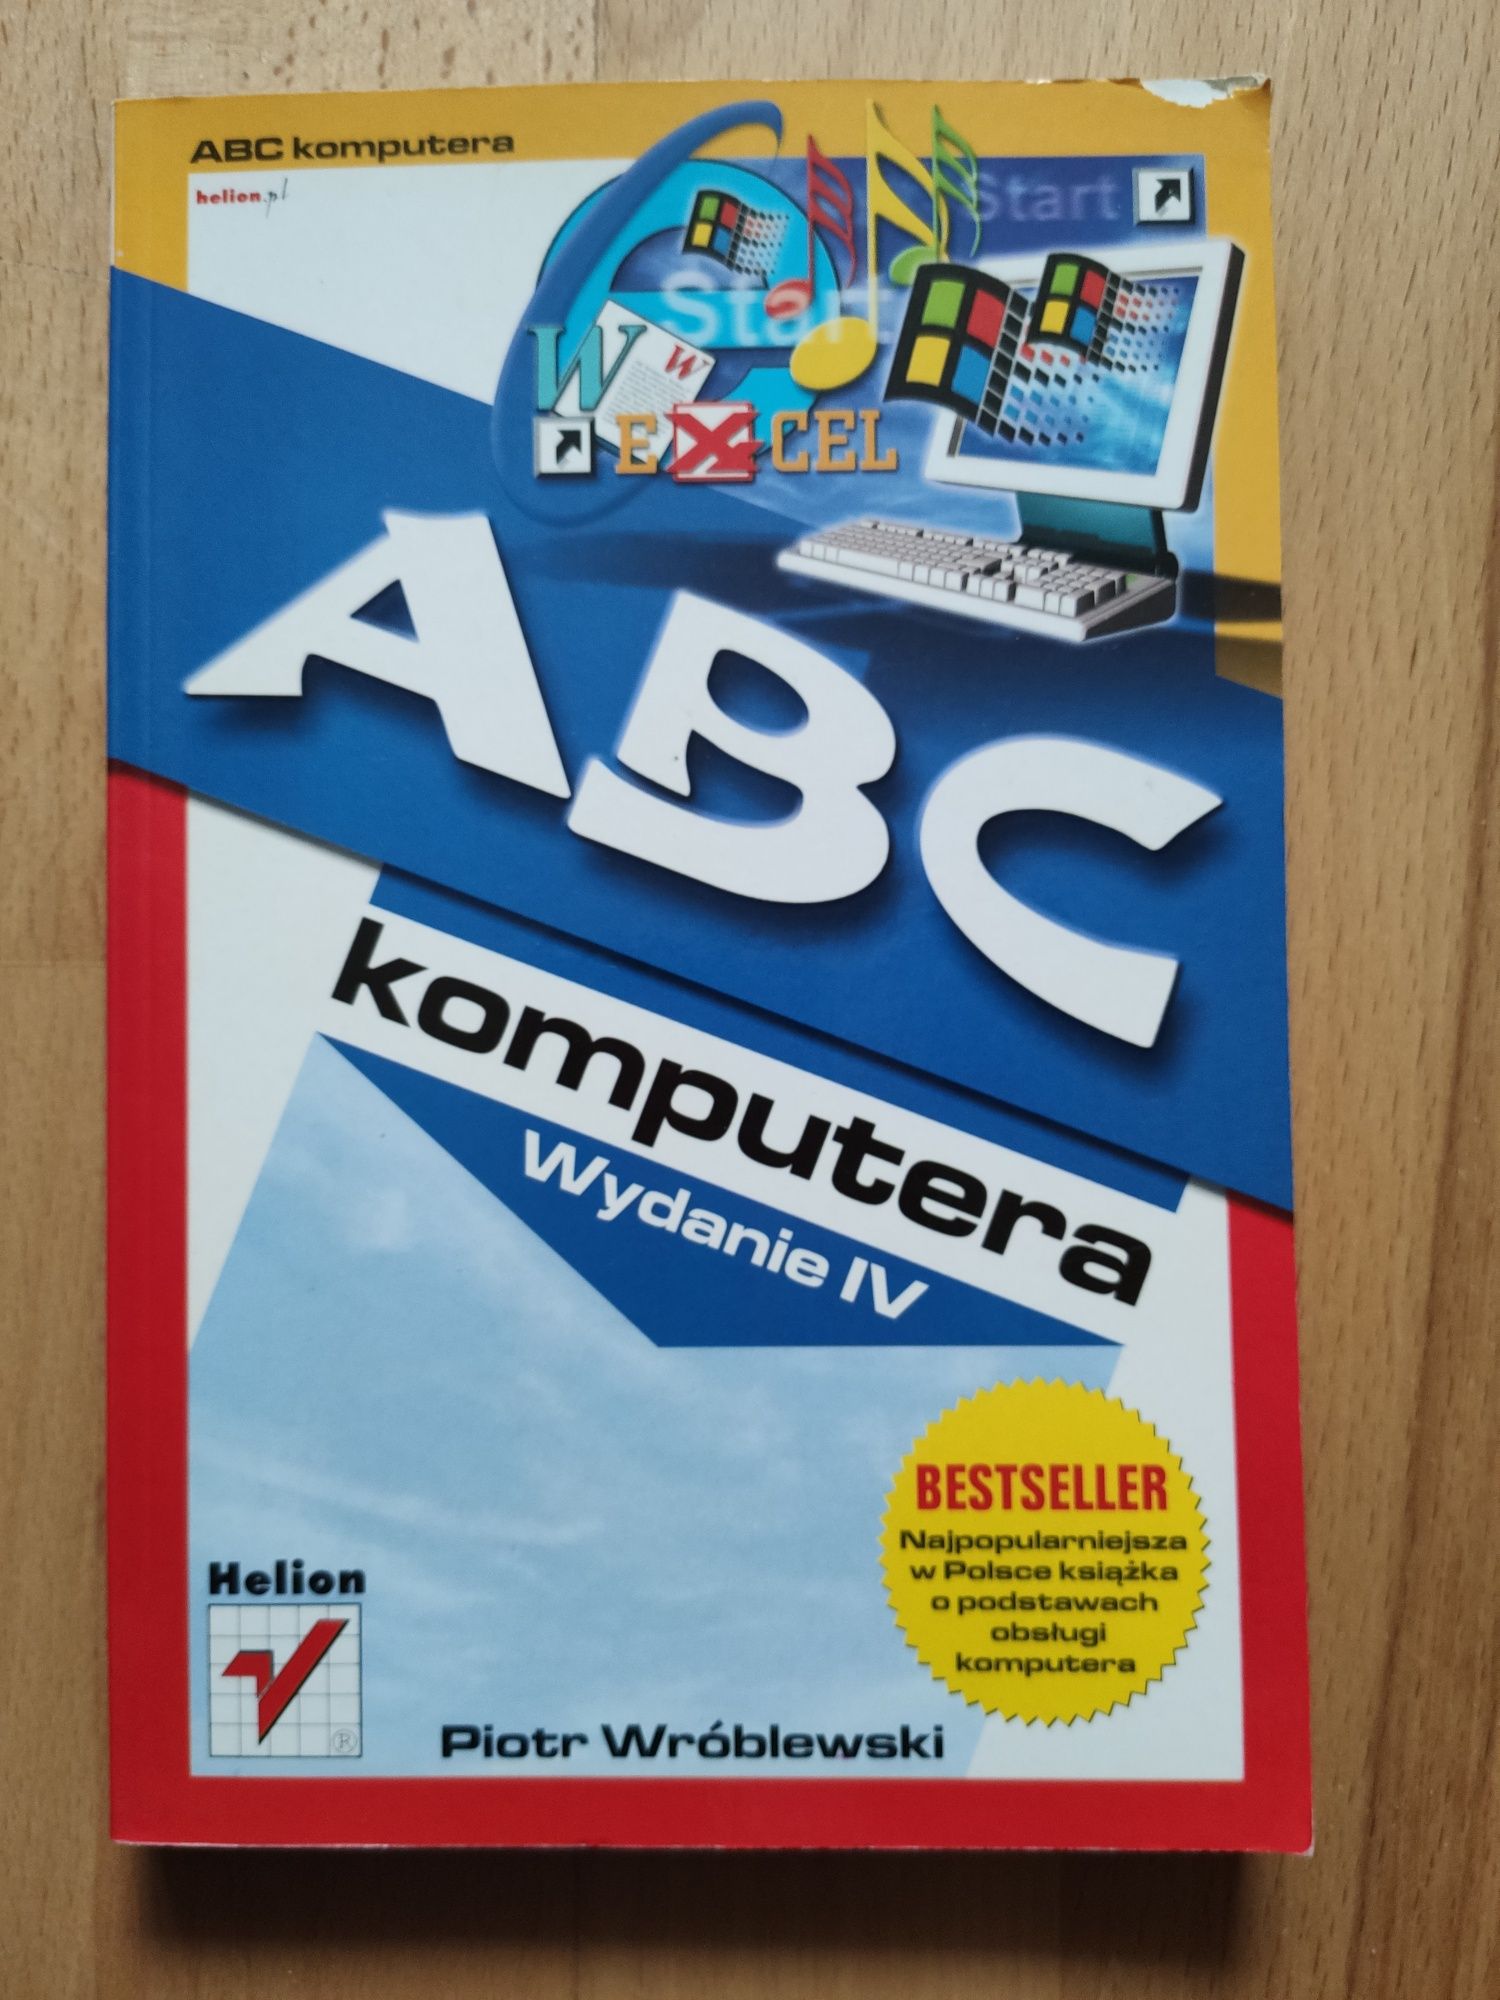 ABC komputera
helion.pl
Start
Start
W
W
EXCEL
ABC
komputera
Wydanie IV
BESTSELLER
Najpopularniejsza
w Polsce książka
o podstawach
obsługi
komputera
Helion
®
Piotr Wróblewski